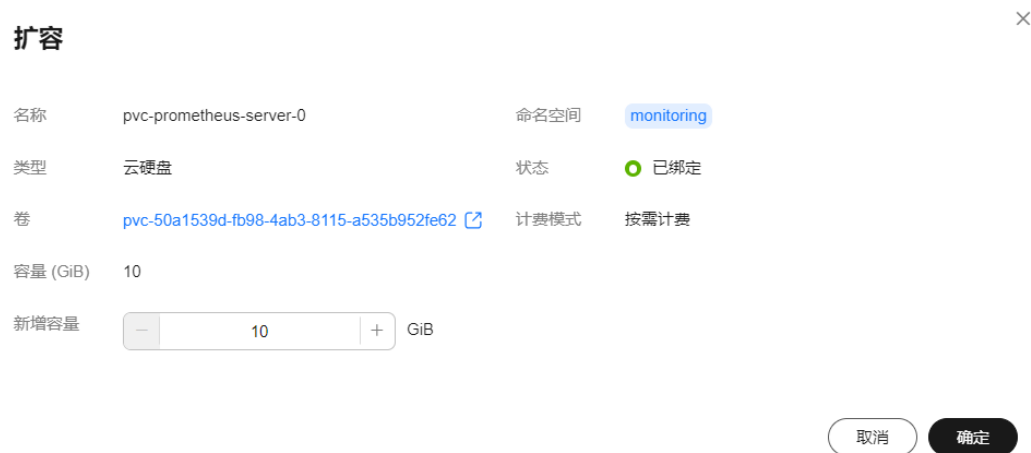 扩容
名称 pvc-prometheus-server-0 命名空间 monitoring
类型 云硬盘 状态 已绑定
卷 pvc-50a1539d-fb98-4ab3-8115-a535b952fe62 计费模式 按需计费
容量 (GiB) 10
新增容量 − 10 + GiB
取消 确定